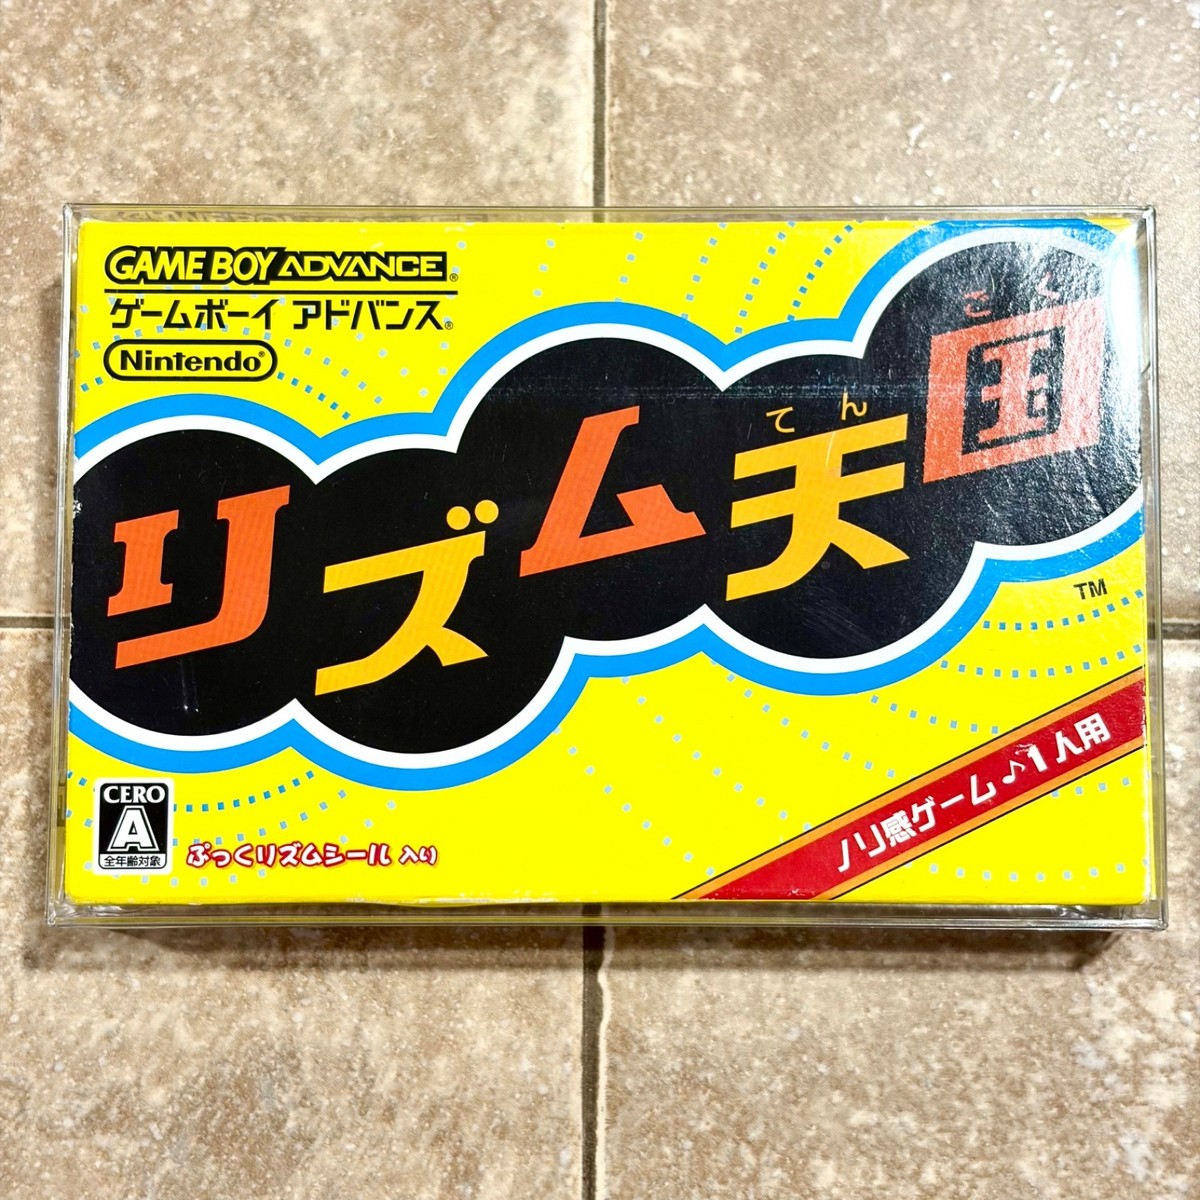 GAME BOY ADVANCE®
ゲームボーイ アドバンス®
Nintendo®
リズム天国
てんごく
TM
ノリ感ゲーム♪1人用
CERO
A
全年齢対象
ぷっくリズムシール 入り